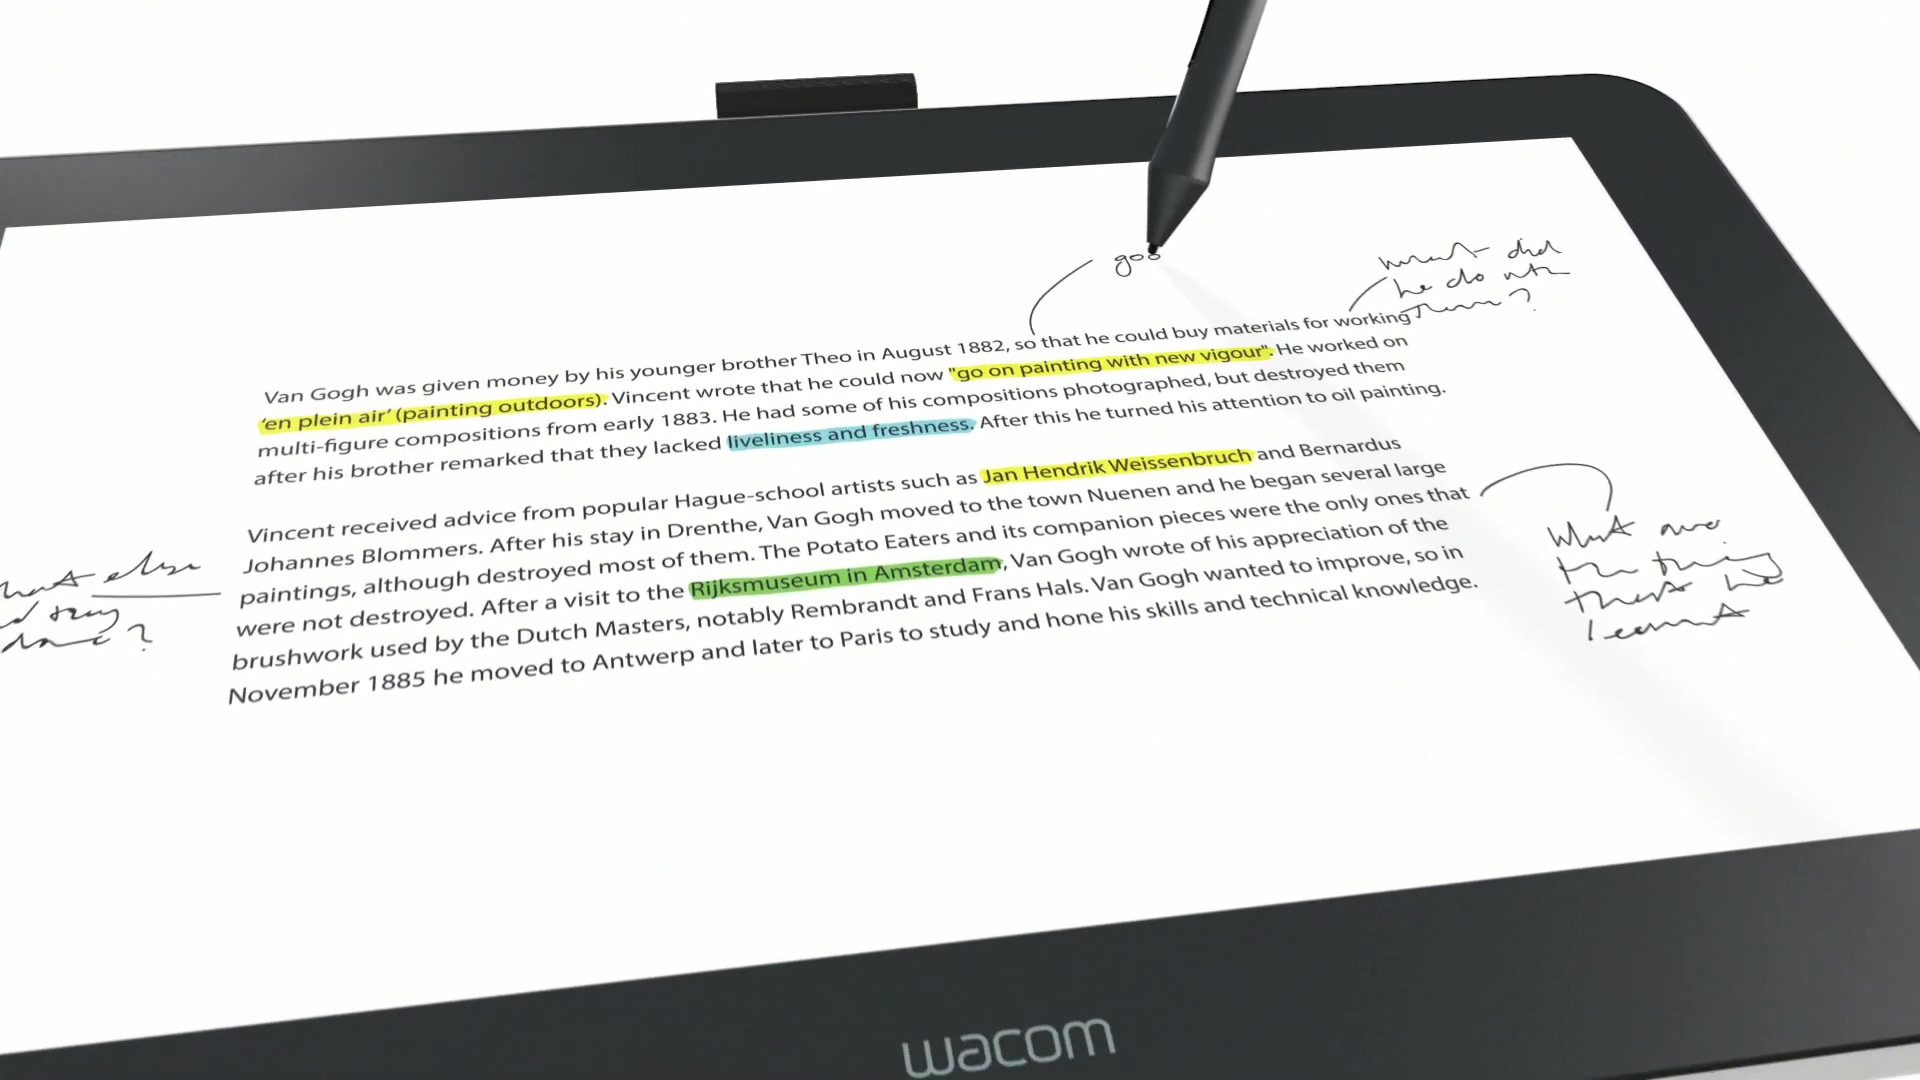 goo
what did
he do with
them?
Van Gogh was given money by his younger brother Theo in August 1882, so that he could buy materials for working
'en plein air' (painting outdoors). Vincent wrote that he could now "go on painting with new vigour". He worked on
multi-figure compositions from early 1883. He had some of his compositions photographed, but destroyed them
after his brother remarked that they lacked liveliness and freshness. After this he turned his attention to oil painting.
Vincent received advice from popular Hague-school artists such as Jan Hendrik Weissenbruch and Bernardus
Johannes Blommers. After his stay in Drenthe, Van Gogh moved to the town Nuenen and he began several large
paintings, although destroyed most of them. The Potato Eaters and its companion pieces were the only ones that
were not destroyed. After a visit to the Rijksmuseum in Amsterdam, Van Gogh wrote of his appreciation of the
brushwork used by the Dutch Masters, notably Rembrandt and Frans Hals. Van Gogh wanted to improve, so in
November 1885 he moved to Antwerp and later to Paris to study and hone his skills and technical knowledge.
hat else
d they
done?
What are
the things
that he
learnt
wacom